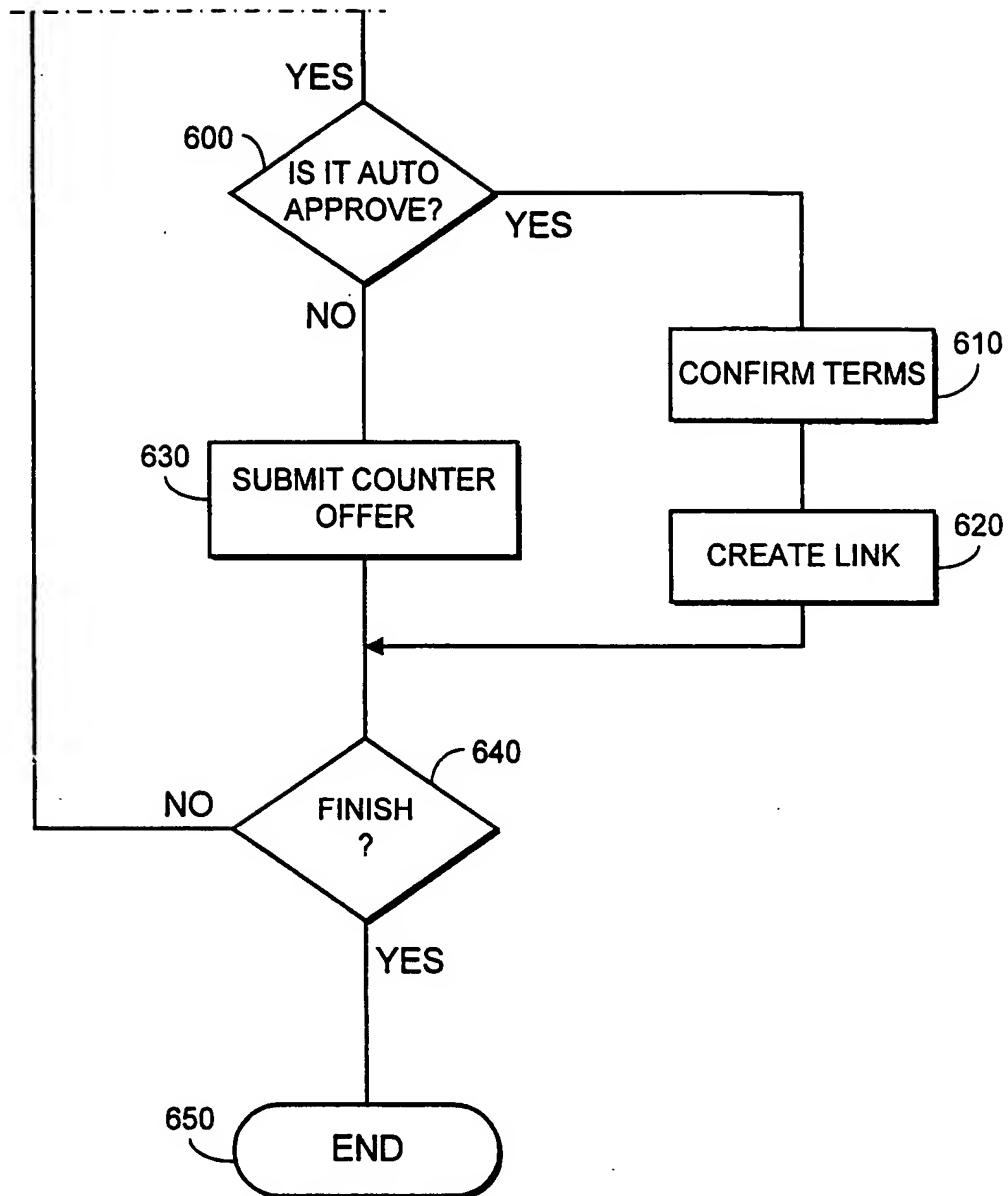 YES
600
IS IT AUTO
APPROVE?
YES
NO
610
CONFIRM TERMS
630
SUBMIT COUNTER
OFFER
620
CREATE LINK
640
NO
FINISH
?
YES
650
END